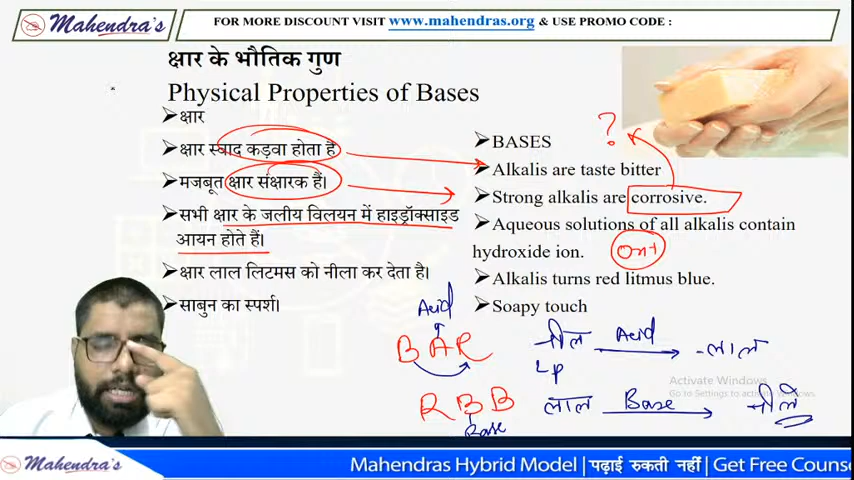 Mahendra's
FOR MORE DISCOUNT VISIT www.mahendras.org & USE PROMO CODE :
क्षार के भौतिक गुण
Physical Properties of Bases
➤क्षार
➤क्षार स्वाद कड़वा होता है
➤मजबूत क्षार संक्षारक हैं।
➤सभी क्षार के जलीय विलयन में हाइड्रॉक्साइड
आयन होते हैं।
➤क्षार लाल लिटमस को नीला कर देता है।
➤साबुन का स्पर्श।
?
➤BASES
➤Alkalis are taste bitter
➤Strong alkalis are corrosive.
➤Aqueous solutions of all alkalis contain
hydroxide ion.
➤Alkalis turns red litmus blue.
➤Soapy touch
Acid
BAR
Acid
लाल
LP
RBB
Base
लाल Base
Activate Windows
Go to Settings to activate Windows.
Mahendra's
Mahendras Hybrid Model | पढ़ाई रुकती नहीं | Get Free Couns